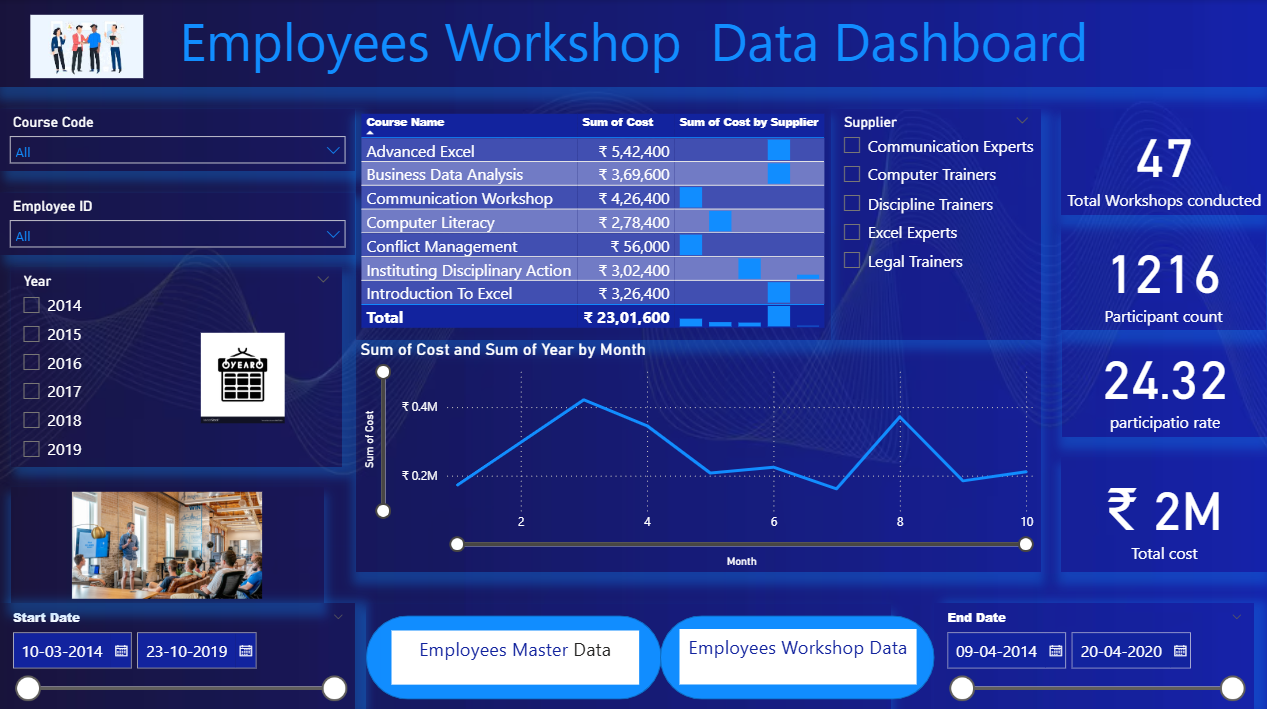 Employees Workshop  Data Dashboard
Course Code
All
Employee ID
All
Year
2014
2015
2016
2017
2018
2019
YEAR
Course Name Sum of Cost Sum of Cost by Supplier
Advanced Excel ₹ 5,42,400
Business Data Analysis ₹ 3,69,600
Communication Workshop ₹ 4,26,400
Computer Literacy ₹ 2,78,400
Conflict Management ₹ 56,000
Instituting Disciplinary Action ₹ 3,02,400
Introduction To Excel ₹ 3,26,400
Total ₹ 23,01,600
Supplier
Communication Experts
Computer Trainers
Discipline Trainers
Excel Experts
Legal Trainers
47
Total Workshops conducted
1216
Participant count
24.32
participatio rate
₹ 2M
Total cost
Sum of Cost and Sum of Year by Month
Sum of Cost
₹ 0.4M
₹ 0.2M
2 4 6 8 10
Month
Start Date
10-03-2014 23-10-2019
Employees Master Data
Employees Workshop Data
End Date
09-04-2014 20-04-2020